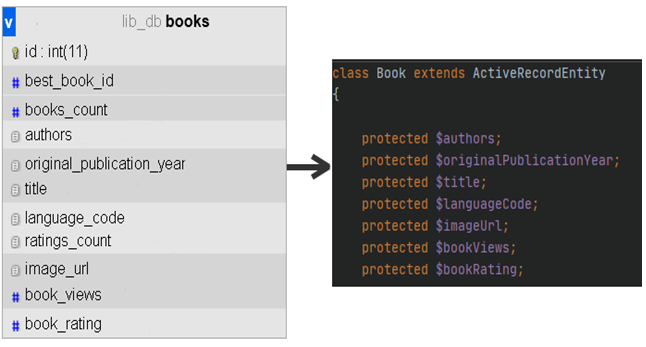 v lib_db books
id : int(11)
# best_book_id
# books_count
authors
original_publication_year
title
language_code
ratings_count
image_url
# book_views
# book_rating
class Book extends ActiveRecordEntity
{
protected $authors;
protected $originalPublicationYear;
protected $title;
protected $languageCode;
protected $imageUrl;
protected $bookViews;
protected $bookRating;